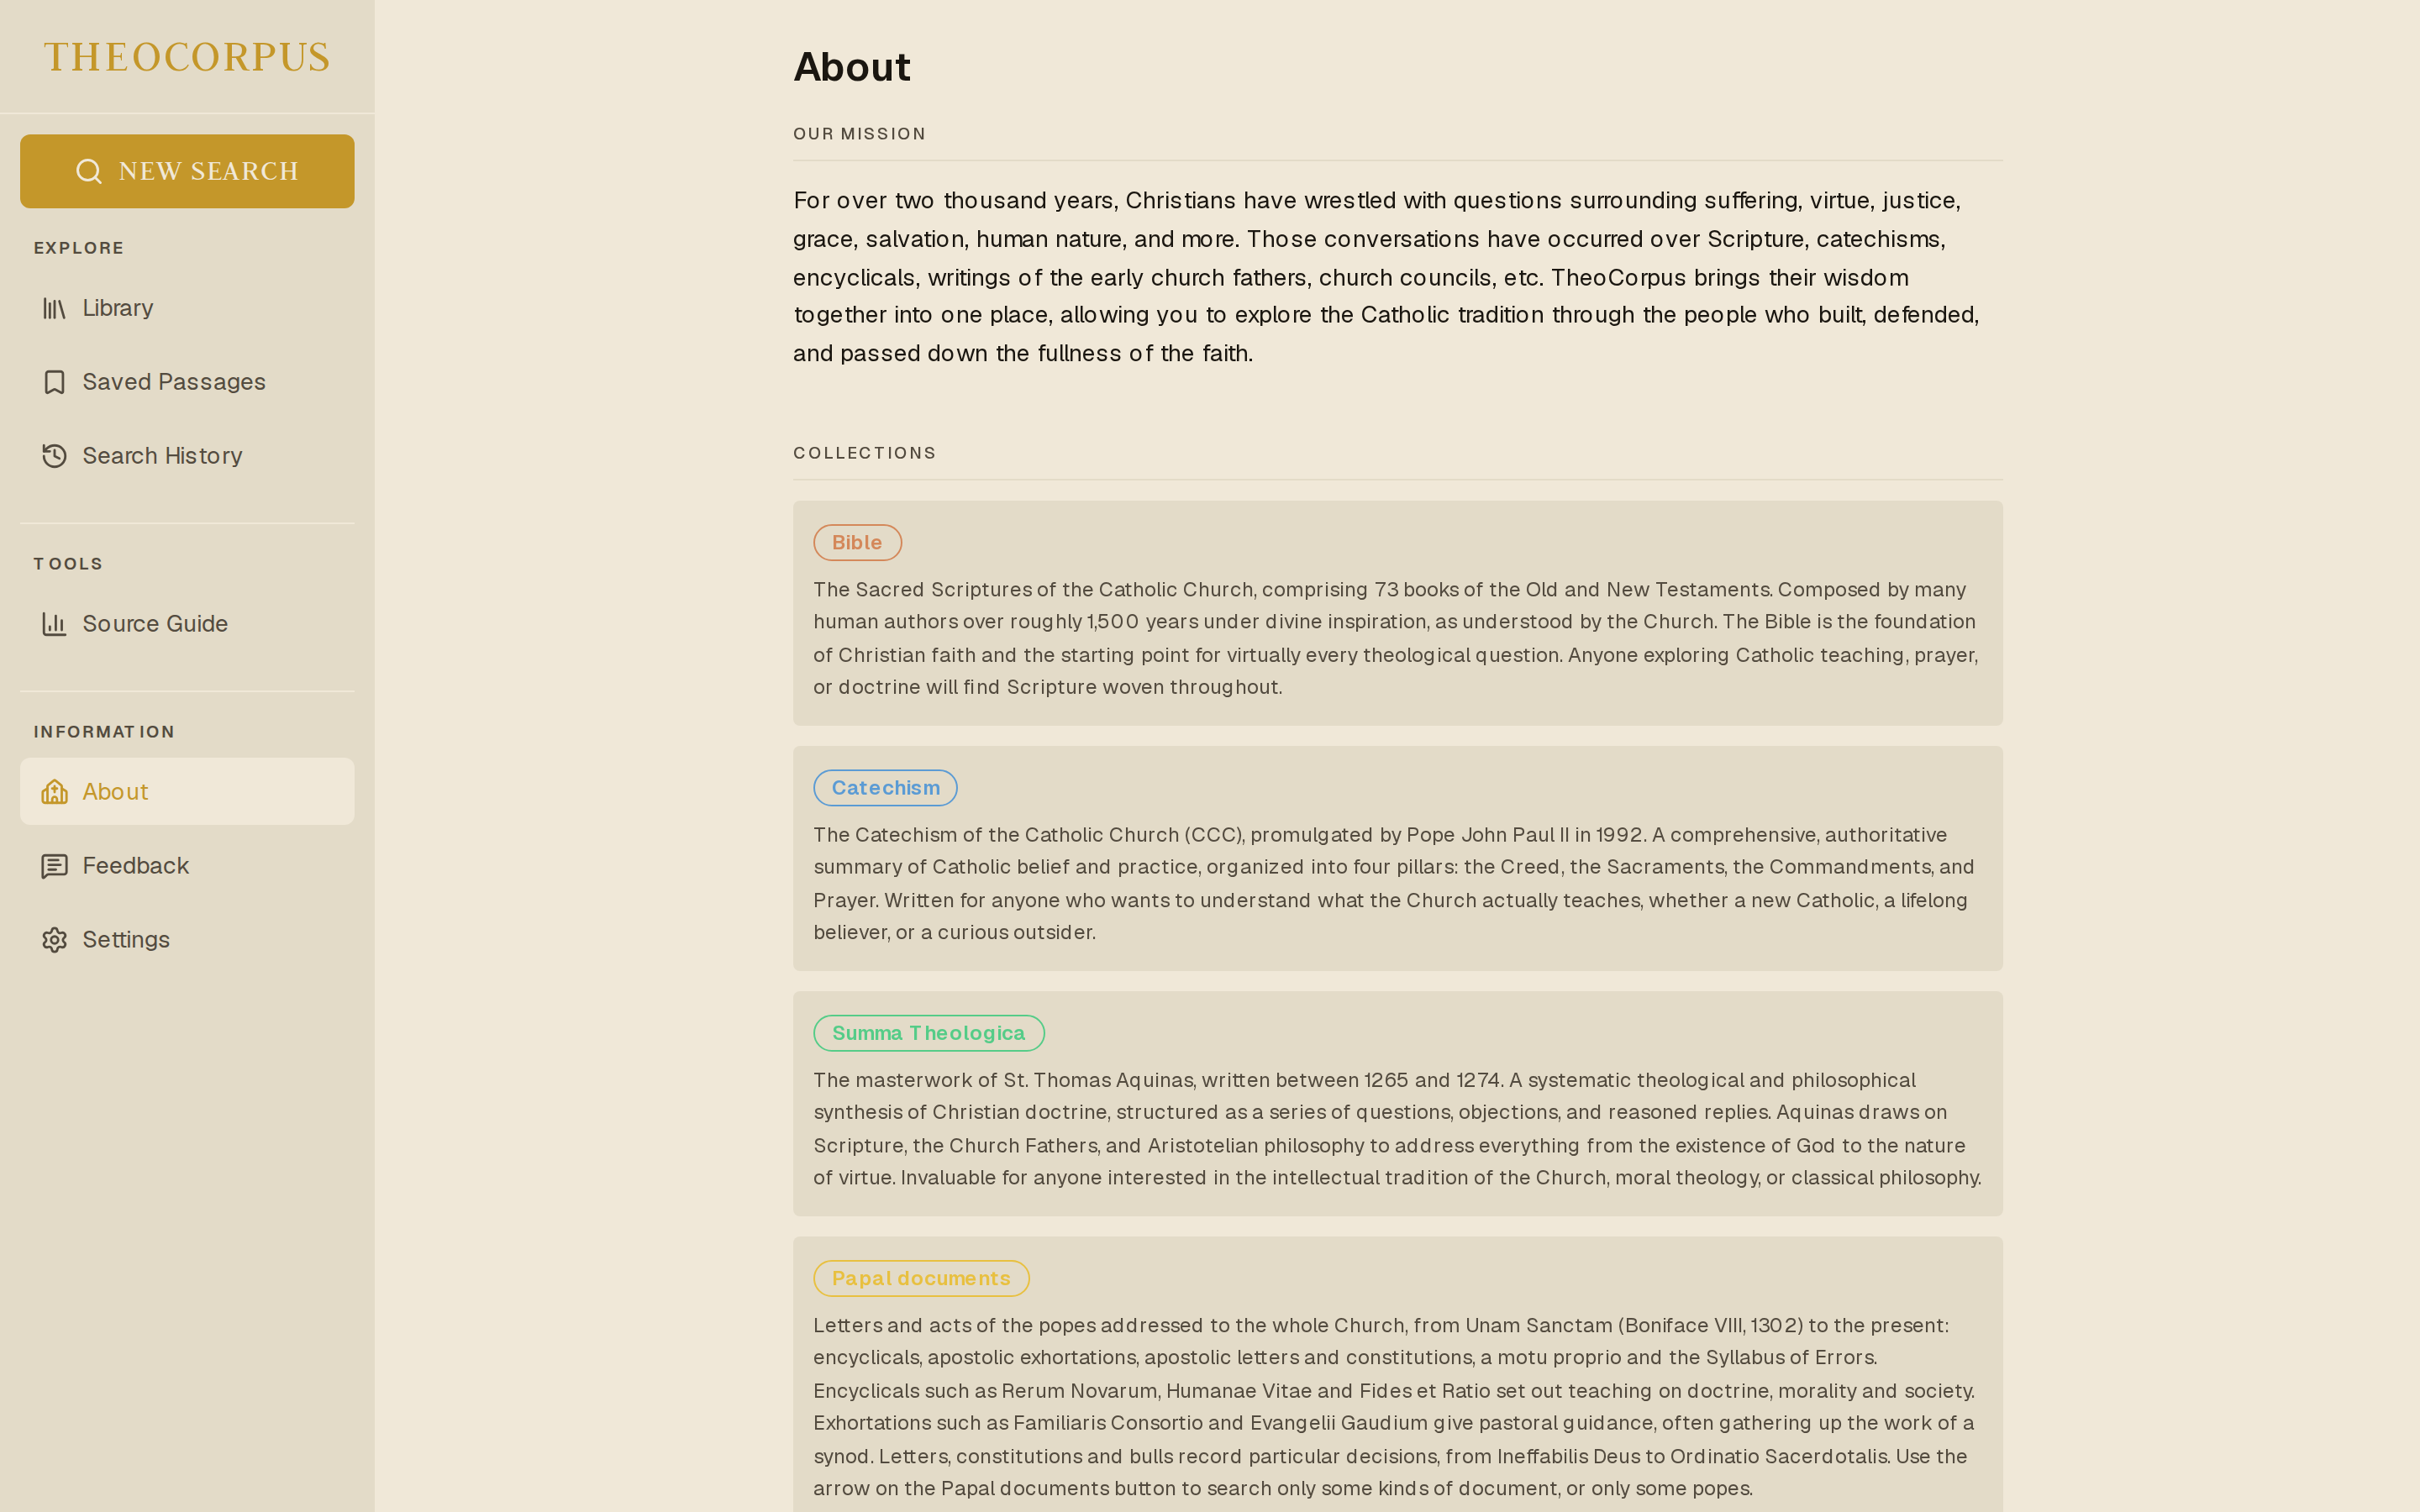 THEOCORPUS
NEW SEARCH
EXPLORE
Library
Saved Passages
Search History
TOOLS
Source Guide
INFORMATION
About
Feedback
Settings
About
OUR MISSION
For over two thousand years, Christians have wrestled with questions surrounding suffering, virtue, justice,
grace, salvation, human nature, and more. Those conversations have occurred over Scripture, catechisms,
encyclicals, writings of the early church fathers, church councils, etc. TheoCorpus brings their wisdom
together into one place, allowing you to explore the Catholic tradition through the people who built, defended,
and passed down the fullness of the faith.
COLLECTIONS
Bible
The Sacred Scriptures of the Catholic Church, comprising 73 books of the Old and New Testaments. Composed by many
human authors over roughly 1,500 years under divine inspiration, as understood by the Church. The Bible is the foundation
of Christian faith and the starting point for virtually every theological question. Anyone exploring Catholic teaching, prayer,
or doctrine will find Scripture woven throughout.
Catechism
The Catechism of the Catholic Church (CCC), promulgated by Pope John Paul II in 1992. A comprehensive, authoritative
summary of Catholic belief and practice, organized into four pillars: the Creed, the Sacraments, the Commandments, and
Prayer. Written for anyone who wants to understand what the Church actually teaches, whether a new Catholic, a lifelong
believer, or a curious outsider.
Summa Theologica
The masterwork of St. Thomas Aquinas, written between 1265 and 1274. A systematic theological and philosophical
synthesis of Christian doctrine, structured as a series of questions, objections, and reasoned replies. Aquinas draws on
Scripture, the Church Fathers, and Aristotelian philosophy to address everything from the existence of God to the nature
of virtue. Invaluable for anyone interested in the intellectual tradition of the Church, moral theology, or classical philosophy.
Papal documents
Letters and acts of the popes addressed to the whole Church, from Unam Sanctam (Boniface VIII, 1302) to the present:
encyclicals, apostolic exhortations, apostolic letters and constitutions, a motu proprio and the Syllabus of Errors.
Encyclicals such as Rerum Novarum, Humanae Vitae and Fides et Ratio set out teaching on doctrine, morality and society.
Exhortations such as Familiaris Consortio and Evangelii Gaudium give pastoral guidance, often gathering up the work of a
synod. Letters, constitutions and bulls record particular decisions, from Ineffabilis Deus to Ordinatio Sacerdotalis. Use the
arrow on the Papal documents button to search only some kinds of document, or only some popes.